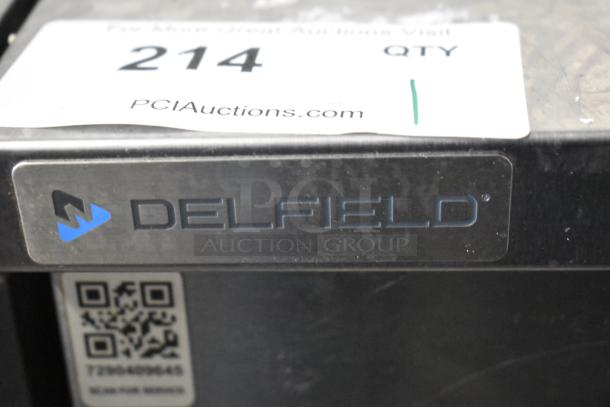 For More Great Auctions Visit
214 QTY
PCIAuctions.com
DELFIELD
PCI
AUCTION GROUP
7290409645
SCAN FOR SERVICE